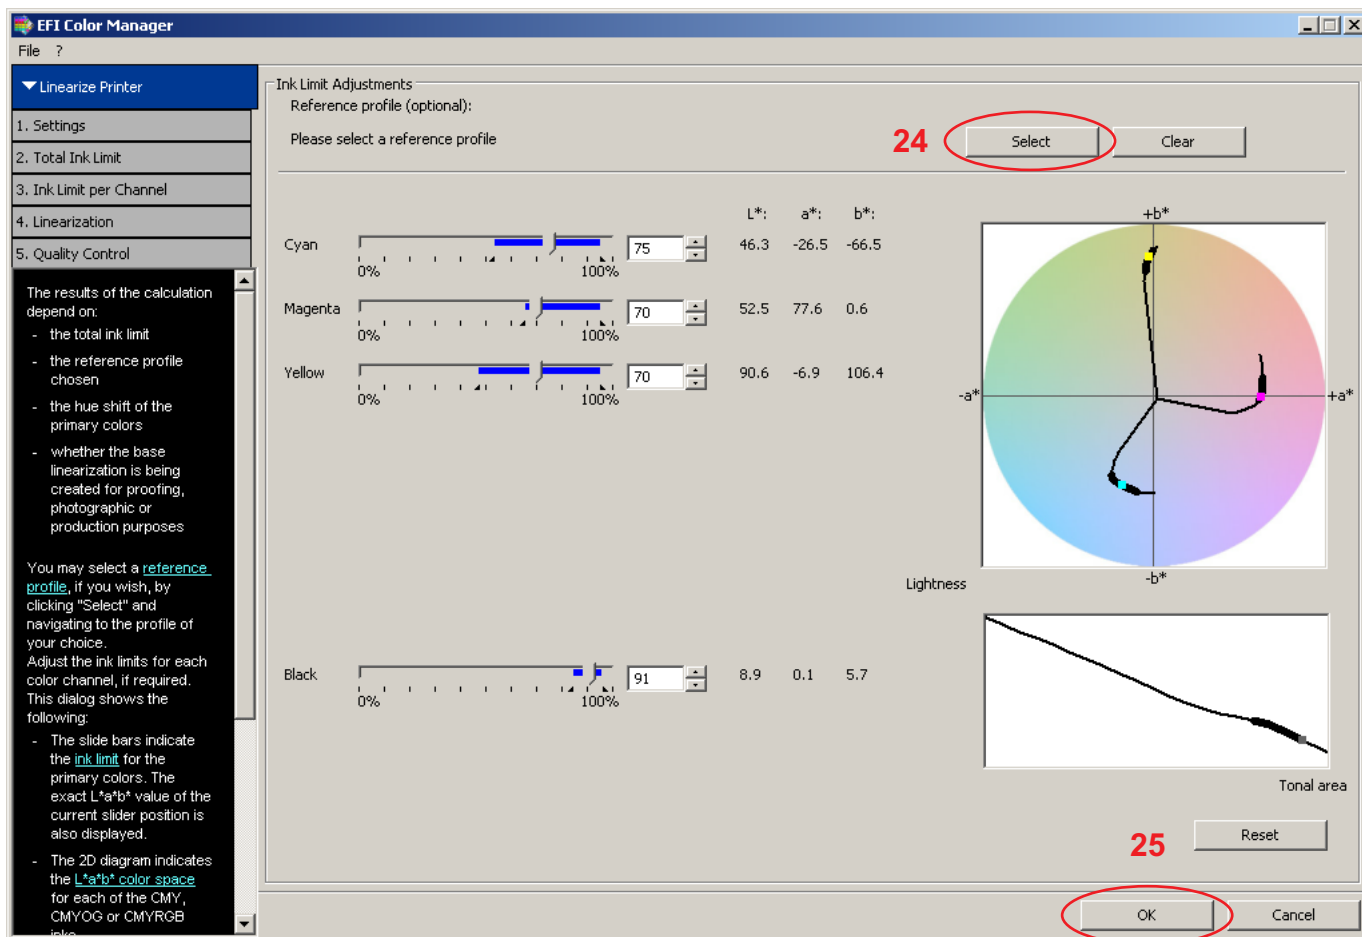 EFI Color Manager
File ?
Linearize Printer
1. Settings
2. Total Ink Limit
3. Ink Limit per Channel
4. Linearization
5. Quality Control
The results of the calculation
depend on:
- the total ink limit
- the reference profile
chosen
- the hue shift of the
primary colors
- whether the base
linearization is being
created for proofing,
photographic or
production purposes
You may select a reference
profile, if you wish, by
clicking "Select" and
navigating to the profile of
your choice.
Adjust the ink limits for each
color channel, if required.
This dialog shows the
following:
- The slide bars indicate
the ink limit for the
primary colors. The
exact L*a*b* value of the
current slider position is
also displayed.
- The 2D diagram indicates
the L*a*b* color space
for each of the CMY,
CMYOG or CMYRGB
inks
Ink Limit Adjustments
Reference profile (optional):
Please select a reference profile
24 Select Clear
L*: a*: b*:
Cyan 75 46.3 -26.5 -66.5
0% 100%
Magenta 70 52.5 77.6 0.6
0% 100%
Yellow 70 90.6 -6.9 106.4
0% 100%
Black 91 8.9 0.1 5.7
0% 100%
+b*
-a* +a*
-b*
Lightness
Tonal area
25 Reset
OK Cancel